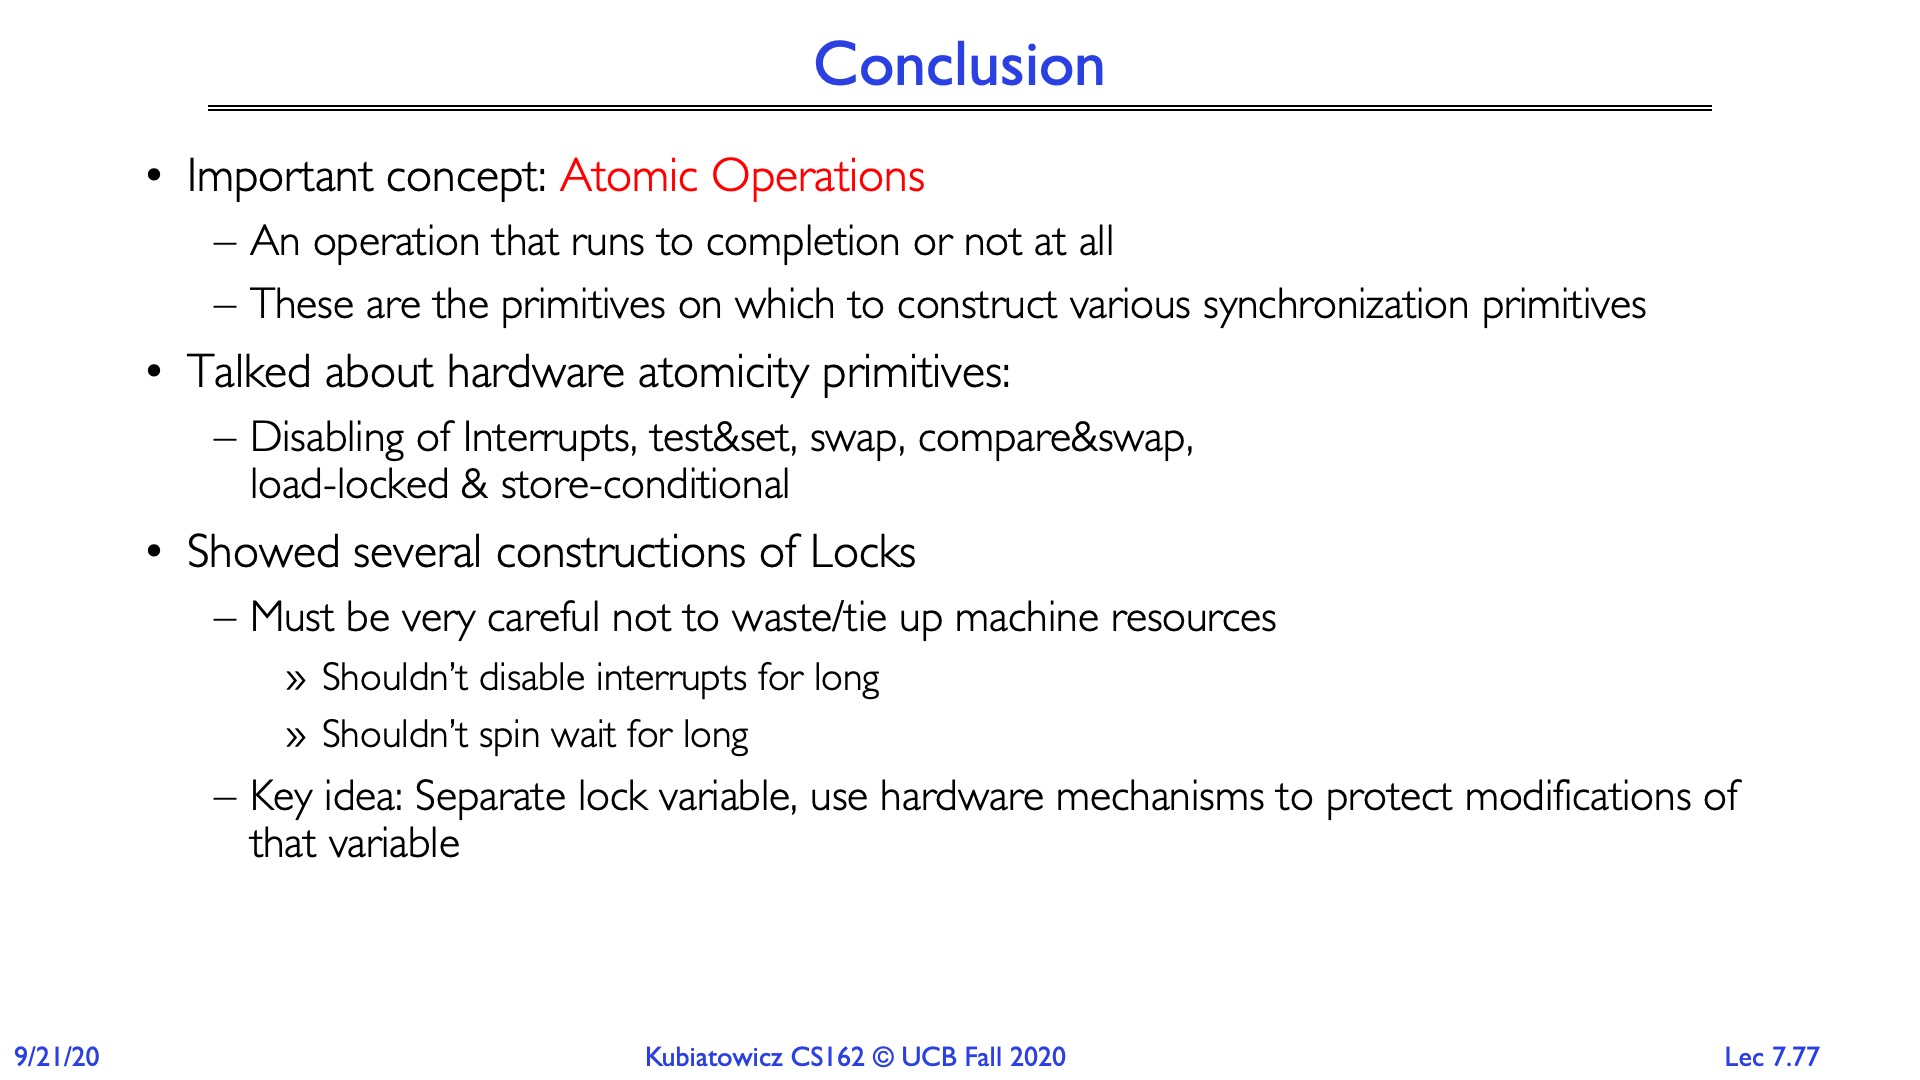 Conclusion
• Important concept: Atomic Operations
– An operation that runs to completion or not at all
– These are the primitives on which to construct various synchronization primitives
• Talked about hardware atomicity primitives:
– Disabling of Interrupts, test&set, swap, compare&swap,
load-locked & store-conditional
• Showed several constructions of Locks
– Must be very careful not to waste/tie up machine resources
» Shouldn’t disable interrupts for long
» Shouldn’t spin wait for long
– Key idea: Separate lock variable, use hardware mechanisms to protect modifications of
that variable
9/21/20
Kubiatowicz CS162 © UCB Fall 2020
Lec 7.77